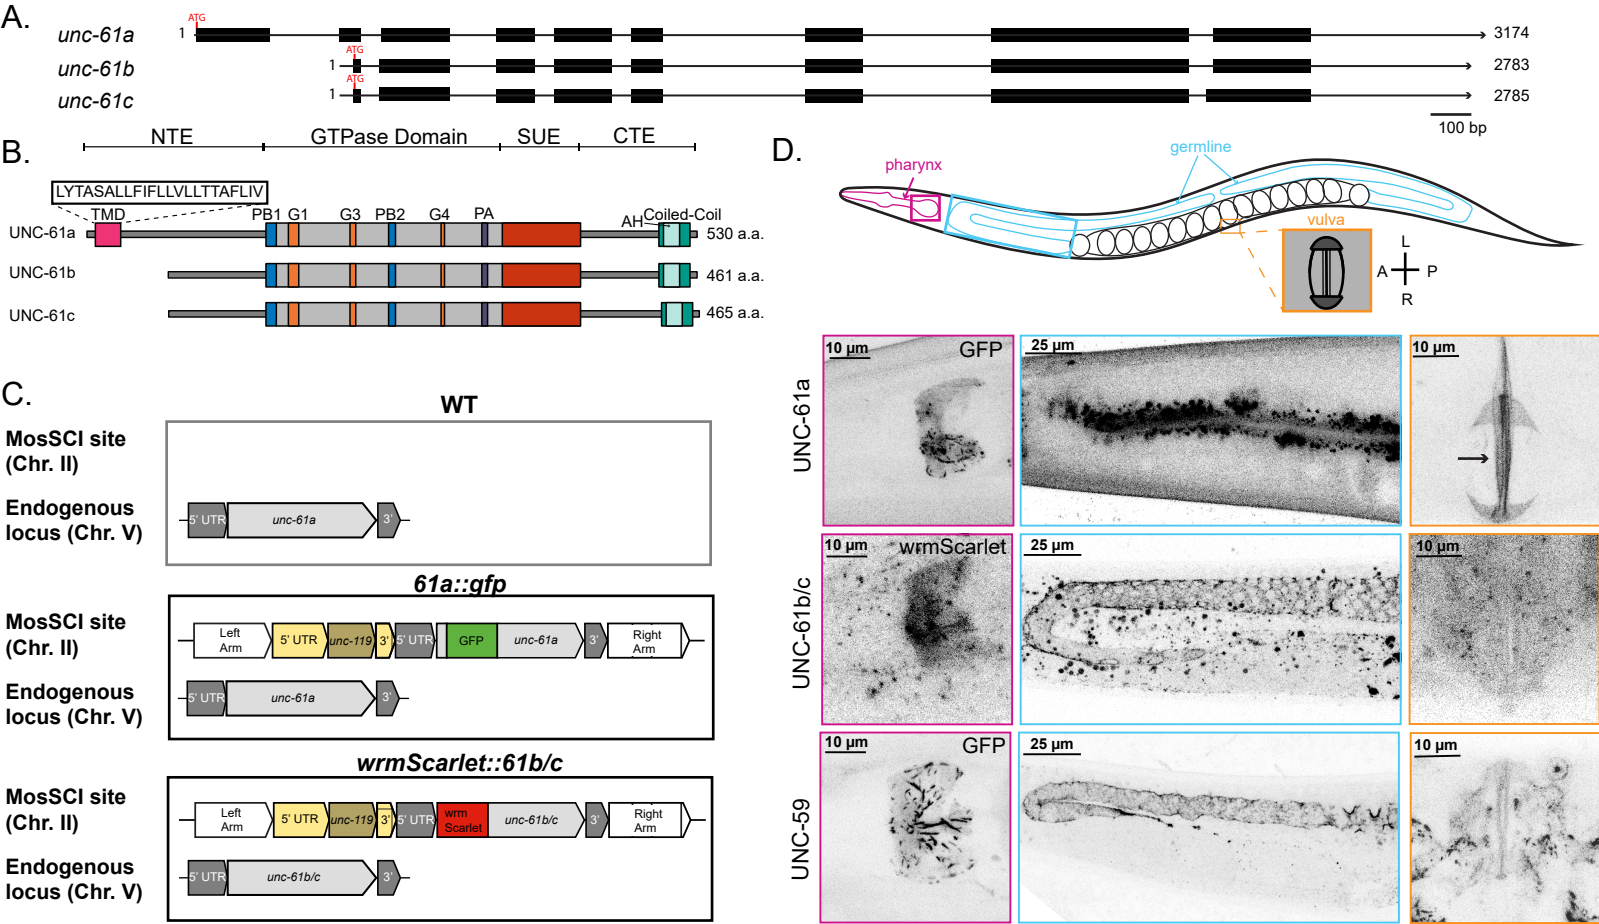 A.
unc-61a
1
ATG
3174
unc-61b
1
ATG
2783
unc-61c
1
ATG
2785
100 bp
B.
NTE
GTPase Domain
SUE
CTE
LYTASALLFIFLLVLLTTAFLIV
TMD
PB1
G1
G3
PB2
G4
PA
AH
Coiled-Coil
UNC-61a
530 a.a.
UNC-61b
461 a.a.
UNC-61c
465 a.a.
C.
WT
MosSCI site
(Chr. II)
Endogenous
locus (Chr. V)
5' UTR
unc-61a
3'
61a::gfp
MosSCI site
(Chr. II)
Left
Arm
5' UTR
unc-119
3'
5' UTR
GFP
unc-61a
3'
Right
Arm
Endogenous
locus (Chr. V)
5' UTR
unc-61a
3'
wrmScarlet::61b/c
MosSCI site
(Chr. II)
Left
Arm
5' UTR
unc-119
3'
5' UTR
wrm
Scarlet
unc-61b/c
3'
Right
Arm
Endogenous
locus (Chr. V)
5' UTR
unc-61b/c
3'
D.
pharynx
germline
vulva
L
A
P
R
UNC-61a
10 µm
GFP
25 µm
10 µm
UNC-61b/c
10 µm
wrmScarlet
25 µm
10 µm
UNC-59
10 µm
GFP
25 µm
10 µm